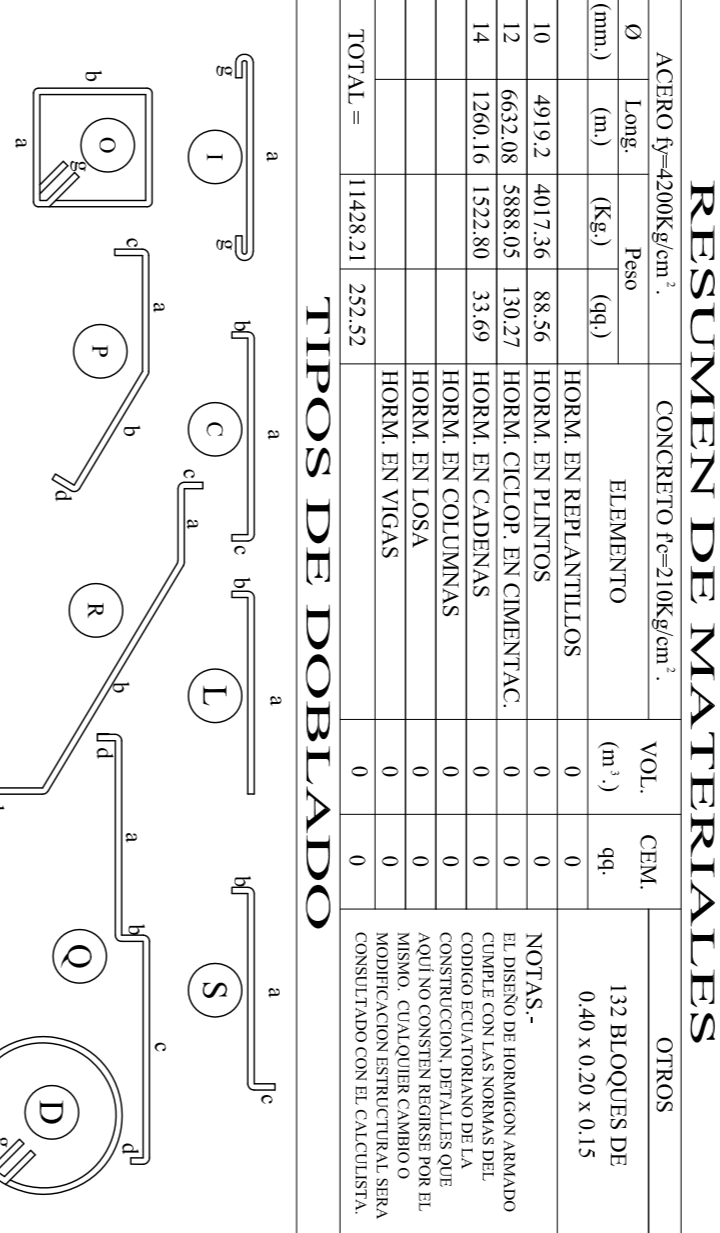 RESUMEN DE MATERIALES
ACERO fy=4200Kg/cm². CONCRETO f'c=210Kg/cm². VOL. CEM. OTROS
Ø Long. Peso ELEMENTO (m³.) qq. 132 BLOQUES DE
(mm.) (m.) (Kg.) (qq.) 0.40 x 0.20 x 0.15
HORM. EN REPLANTILLOS 0 0
10 4919.2 4017.36 88.56 HORM. EN PLINTOS 0 0
12 6632.08 5888.05 130.27 HORM. CICLOP. EN CIMENTAC. 0 0
14 1260.16 1522.80 33.69 HORM. EN CADENAS 0 0
HORM. EN COLUMNAS 0 0
HORM. EN LOSA 0 0
HORM. EN VIGAS 0 0
TOTAL = 11428.21 252.52 0 0
NOTAS.-
EL DISEÑO DE HORMIGON ARMADO
CUMPLE CON LAS NORMAS DEL
CODIGO ECUATORIANO DE LA
CONSTRUCCION, DETALLES QUE
AQUÍ NO CONSTEN REGIRSE POR EL
MISMO. CUALQUIER CAMBIO O
MODIFICACION ESTRUCTURAL SERA
CONSULTADO CON EL CALCULISTA.
TIPOS DE DOBLADO
a
g g
I
a
b c
C
a
b
L
a
b c
S
b
a
g
O
c a
b
d
P
c a
b
R
d
a
b
c
d
Q
D
g